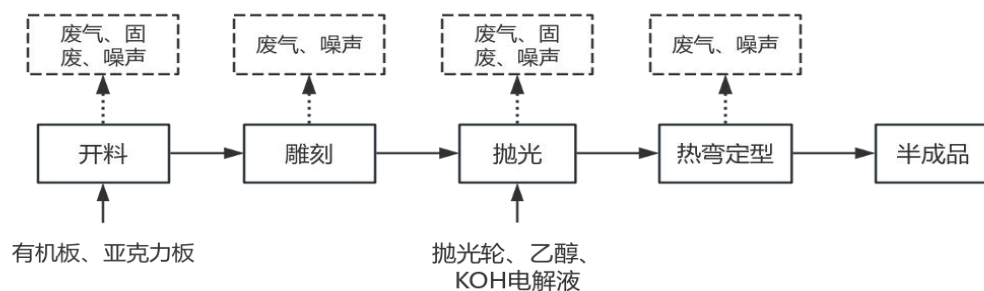 废气、固
废、噪声
废气、噪声
废气、固
废、噪声
废气、噪声
开料
雕刻
抛光
热弯定型
半成品
有机板、亚克力板
抛光轮、乙醇、
KOH电解液